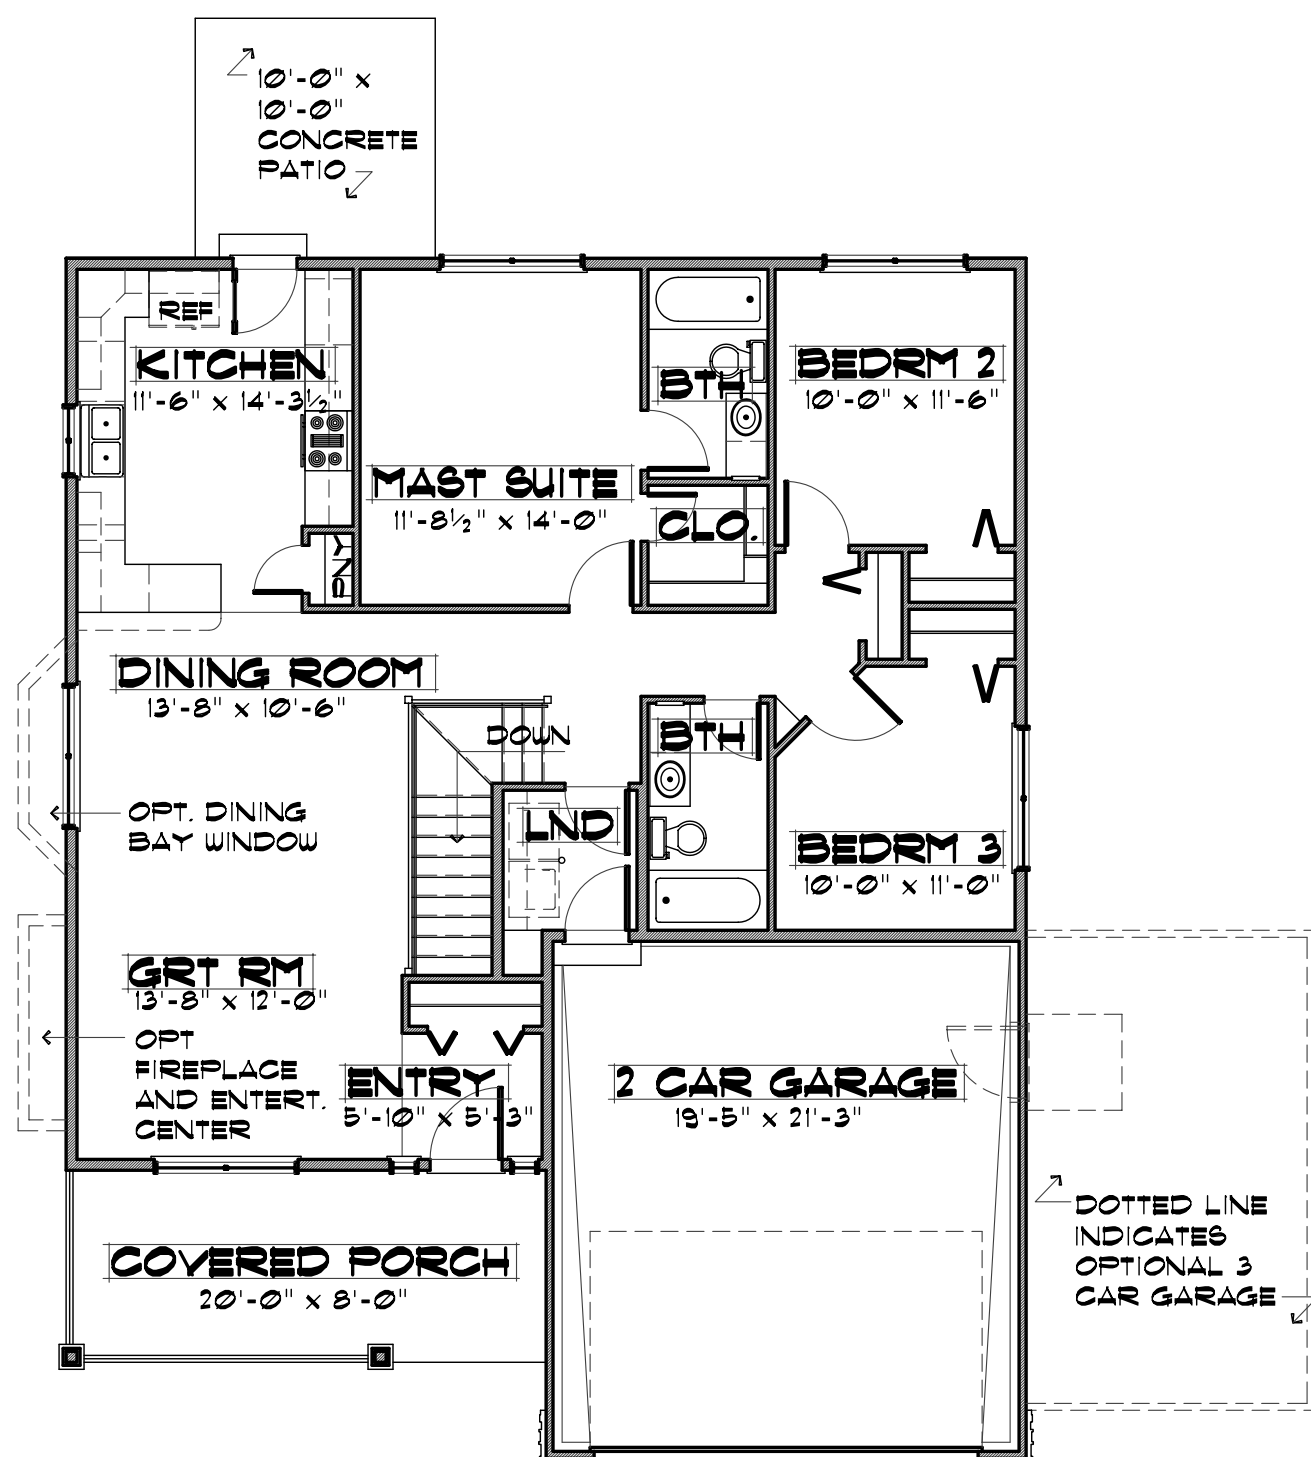 10'-0" x
10'-0"
CONCRETE
PATIO
REF
KITCHEN
11'-6" x 14'-3½"
BTH
BEDRM 2
10'-0" x 11'-6"
MAST SUITE
11'-8½" x 14'-0"
CLO.
DINING ROOM
13'-8" x 10'-6"
DOWN
BTH
OPT. DINING
BAY WINDOW
LND
BEDRM 3
10'-0" x 11'-0"
GRT RM
13'-8" x 12'-0"
OPT
FIREPLACE
AND ENTERT.
CENTER
ENTRY
5'-10" x 5'-3"
2 CAR GARAGE
19'-5" x 21'-3"
DOTTED LINE
INDICATES
OPTIONAL 3
CAR GARAGE
COVERED PORCH
20'-0" x 8'-0"